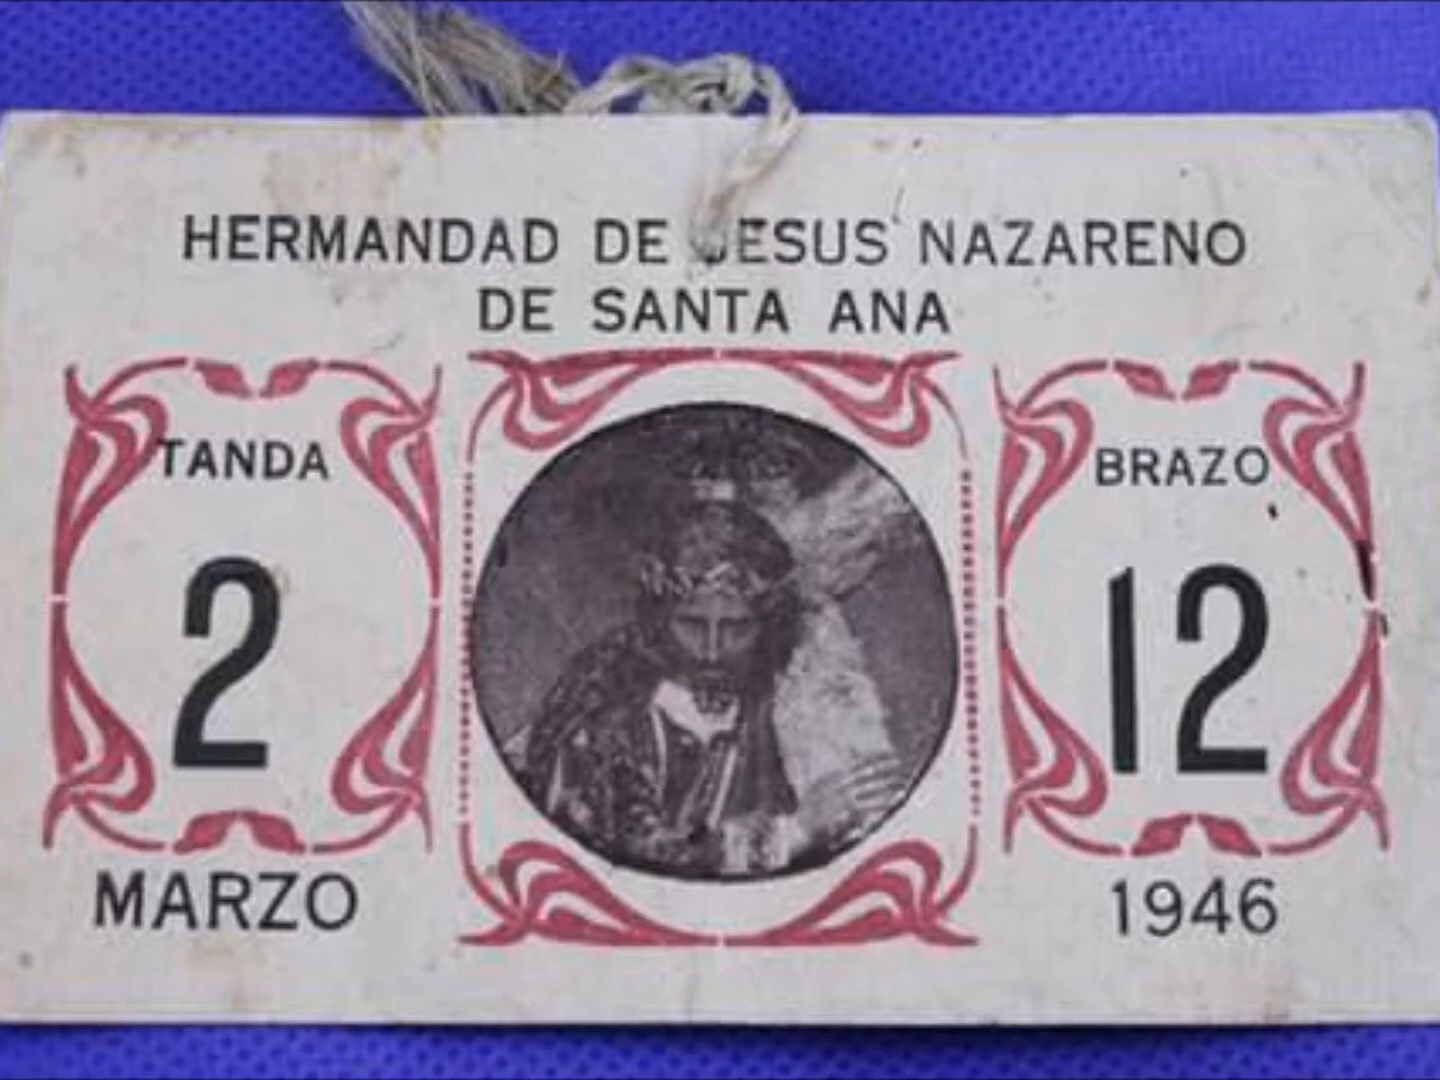 HERMANDAD DE JESUS NAZARENO
DE SANTA ANA
TANDA
2
MARZO
BRAZO
12
1946